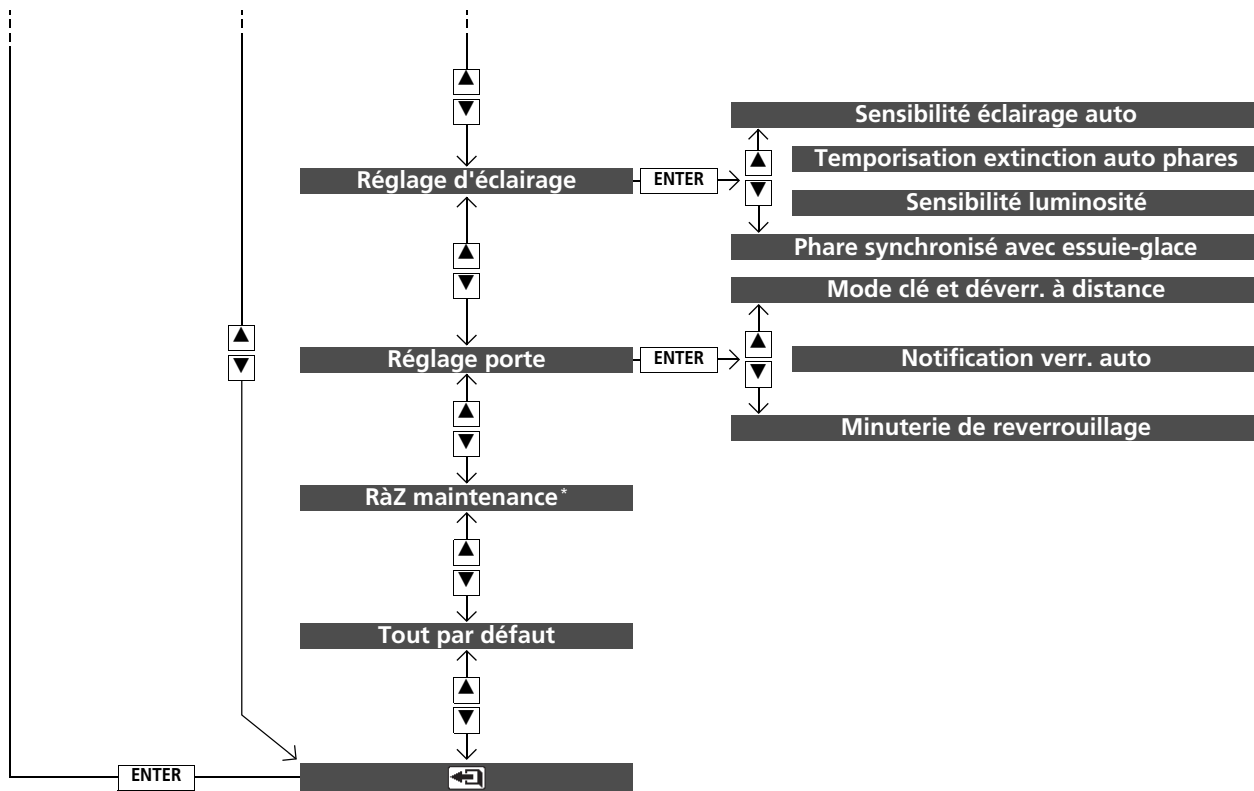 Sensibilité éclairage auto
Réglage d'éclairage
ENTER
Temporisation extinction auto phares
Sensibilité luminosité
Phare synchronisé avec essuie-glace
Mode clé et déverr. à distance
Réglage porte
ENTER
Notification verr. auto
Minuterie de reverrouillage
RàZ maintenance*
Tout par défaut
ENTER